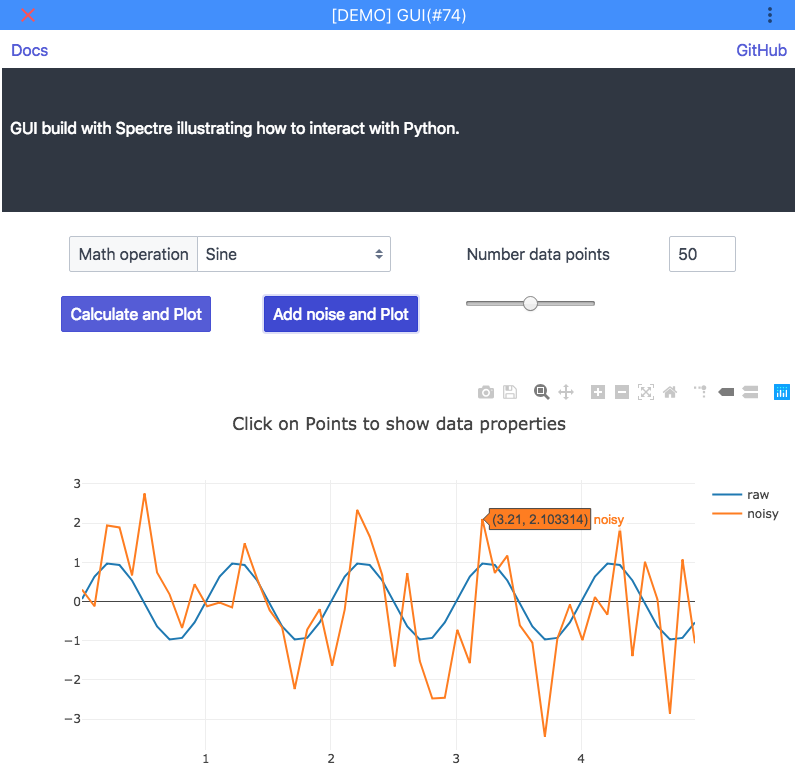 [DEMO] GUI(#74)
Docs GitHub
GUI build with Spectre illustrating how to interact with Python.
Math operation Sine Number data points 50
Calculate and Plot Add noise and Plot
Click on Points to show data properties
3
2
1
0
−1
−2
−3
(3.21, 2.103314) noisy
raw
noisy
1 2 3 4